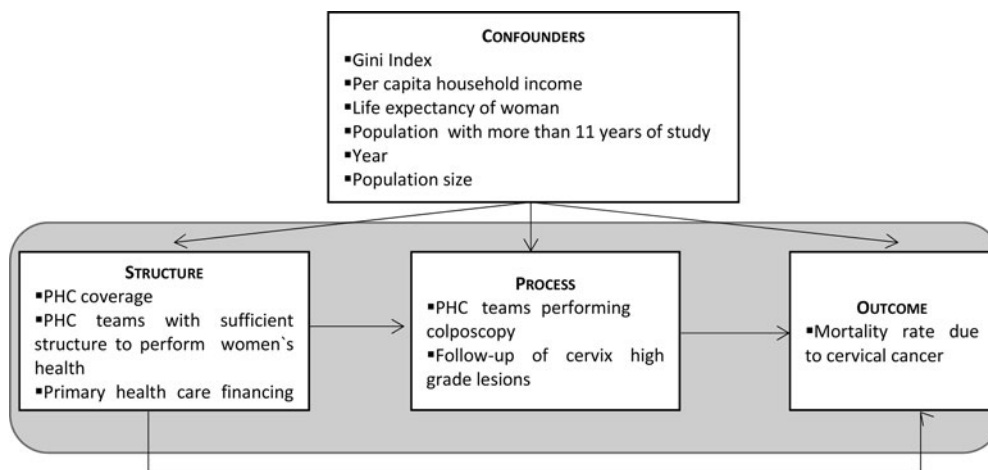 CONFOUNDERS
▪Gini Index
▪Per capita household income
▪Life expectancy of woman
▪Population with more than 11 years of study
▪Year
▪Population size
STRUCTURE
▪PHC coverage
▪PHC teams with sufficient
structure to perform women`s
health
▪Primary health care financing
PROCESS
▪PHC teams performing
colposcopy
▪Follow-up of cervix high
grade lesions
OUTCOME
▪Mortality rate due
to cervical cancer